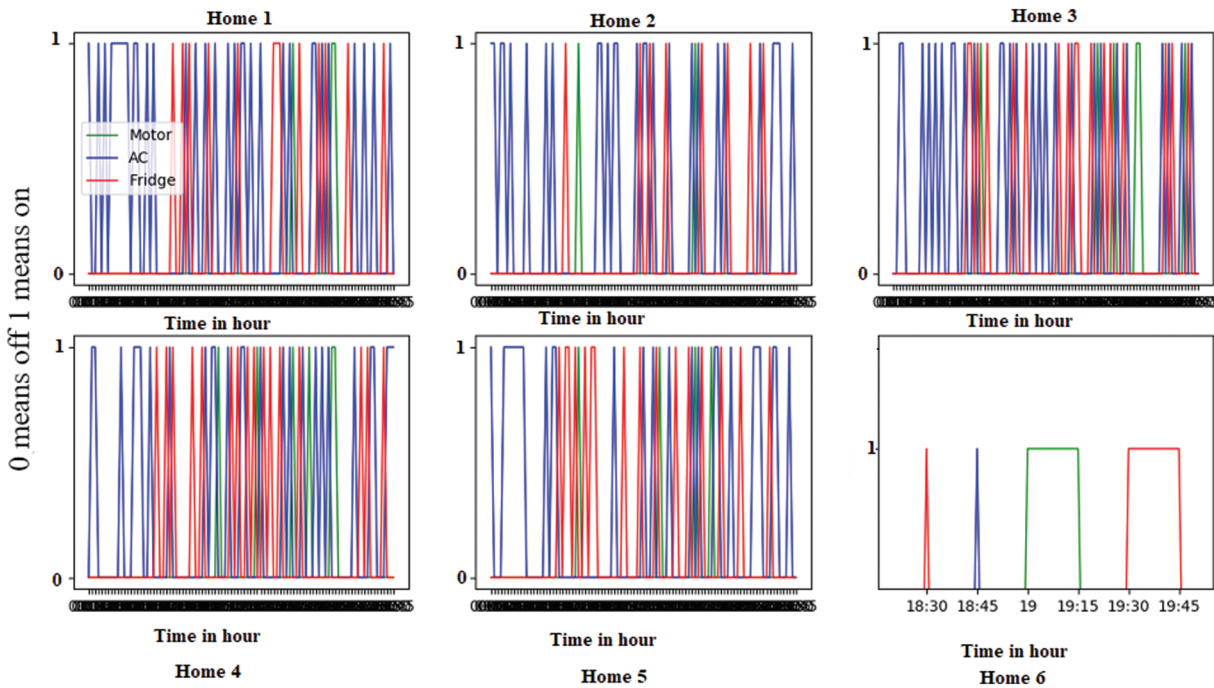 Home 1
Home 2
Home 3
1
1
1
Motor
AC
Fridge
0
0
0
0 means off 1 means on
Time in hour
Time in hour
Time in hour
1
1
1
0
0
18:30 18:45 19 19:15 19:30 19:45
Time in hour
Time in hour
Time in hour
Home 4
Home 5
Home 6